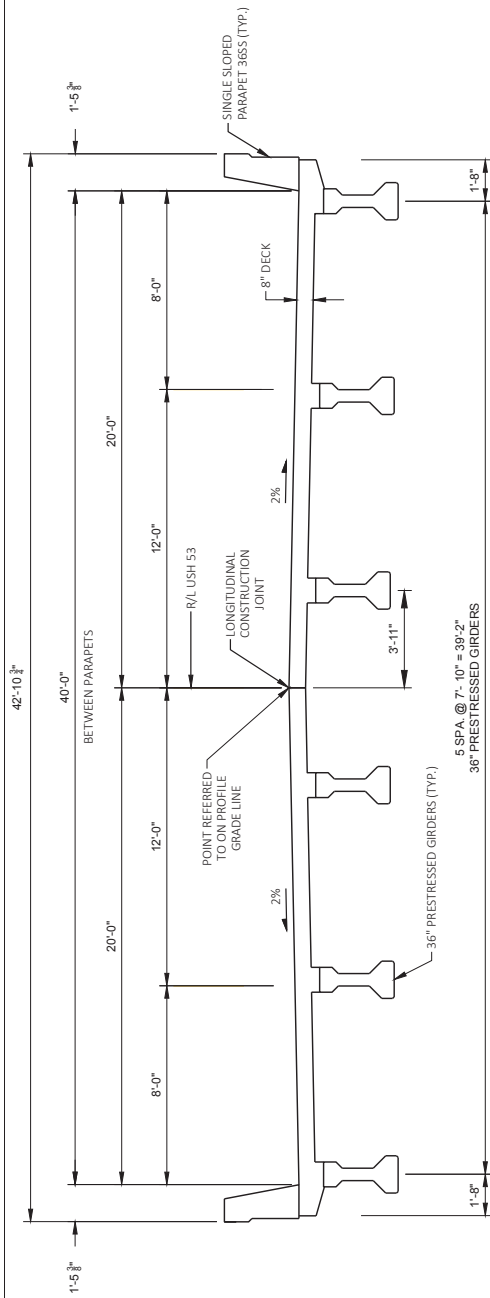 42'-10 3/4"
1'-5 3/8"
40'-0"
BETWEEN PARAPETS
1'-5 3/8"
20'-0"
20'-0"
8'-0"
12'-0"
12'-0"
8'-0"
SINGLE SLOPED
PARAPET 36SS (TYP.)
R/L USH 53
POINT REFERRED
TO ON PROFILE
GRADE LINE
LONGITUDINAL
CONSTRUCTION
JOINT
8" DECK
2%
2%
3'-11"
36" PRESTRESSED GIRDERS (TYP.)
1'-8"
5 SPA. @ 7'- 10" = 39'-2"
36" PRESTRESSED GIRDERS
1'-8"